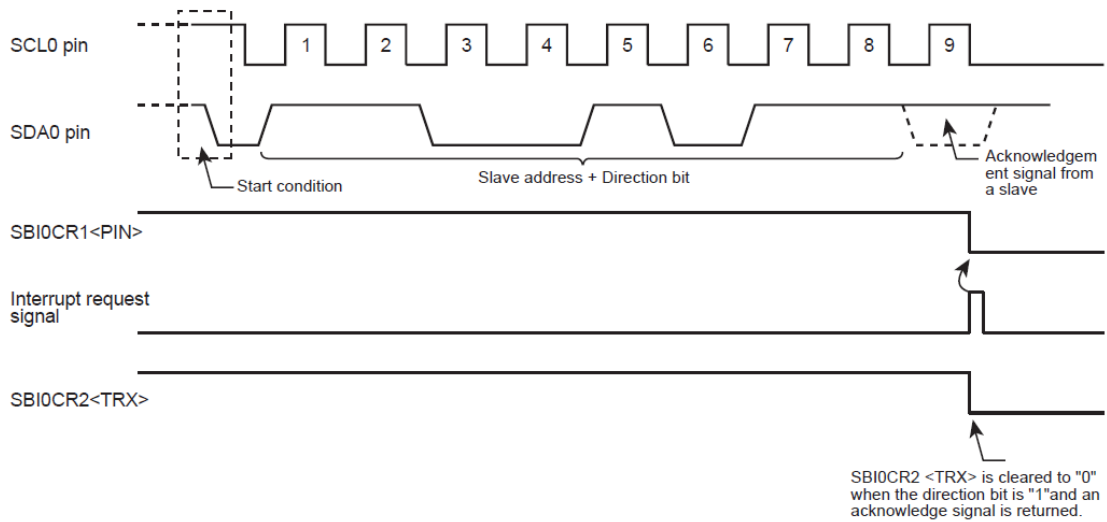 SCL0 pin
1 2 3 4 5 6 7 8 9
SDA0 pin
Start condition
Slave address + Direction bit
Acknowledgem
ent signal from
a slave
SBI0CR1<PIN>
Interrupt request
signal
SBI0CR2<TRX>
SBI0CR2 <TRX> is cleared to "0"
when the direction bit is "1"and an
acknowledge signal is returned.